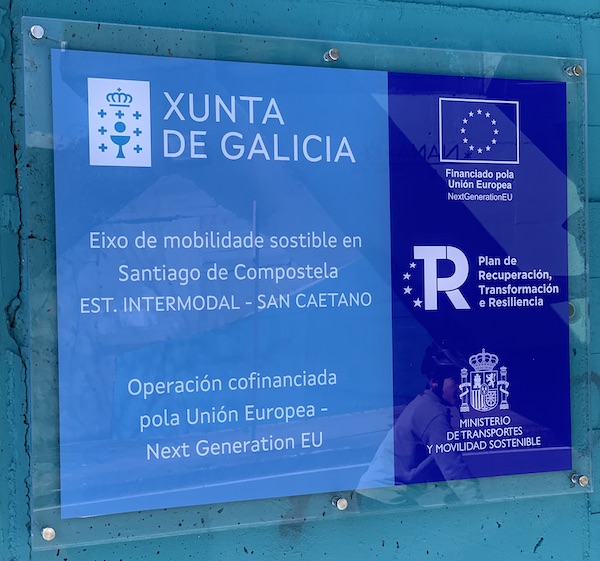 XUNTA
DE GALICIA
Eixo de mobilidade sostible en
Santiago de Compostela
EST. INTERMODAL - SAN CAETANO
Operación cofinanciada
pola Unión Europea -
Next Generation EU
Financiado pola
Unión Europea
NextGenerationEU
TR
Plan de
Recuperación,
Transformación
e Resiliencia
MINISTERIO
DE TRANSPORTES
Y MOVILIDAD SOSTENIBLE